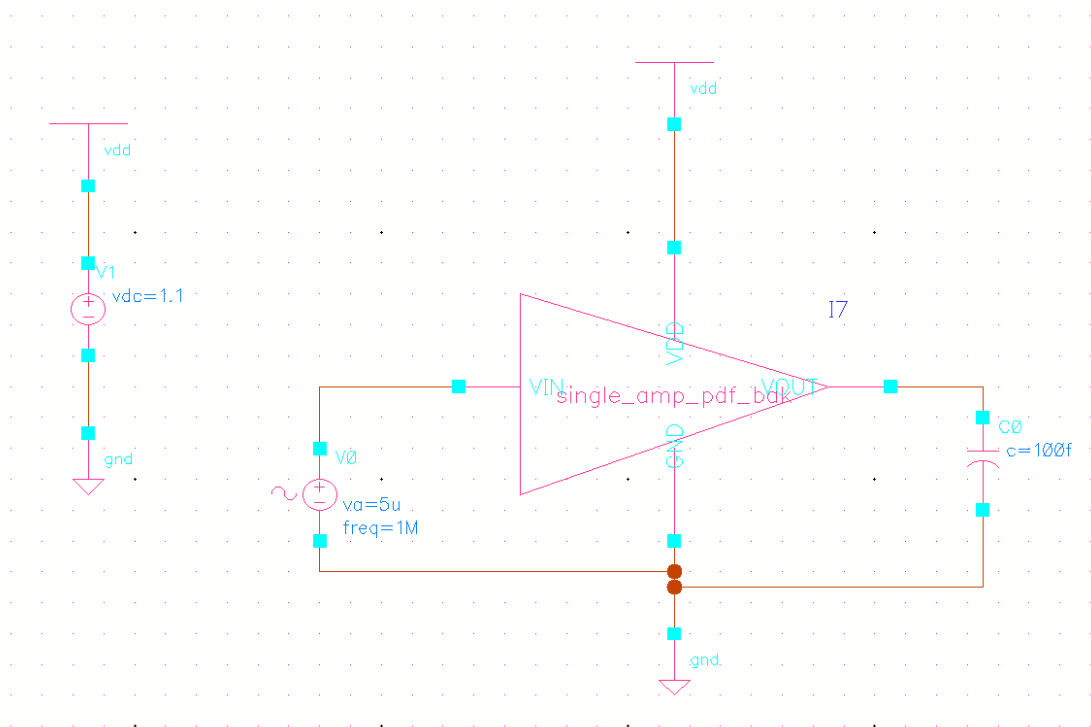 vdd
vdd
V1
vdc=1.1
I7
VDD
VIN
single_amp_pdf_bak
VOUT
GND
C0
c=100f
V0
va=5u
freq=1M
gnd
gnd